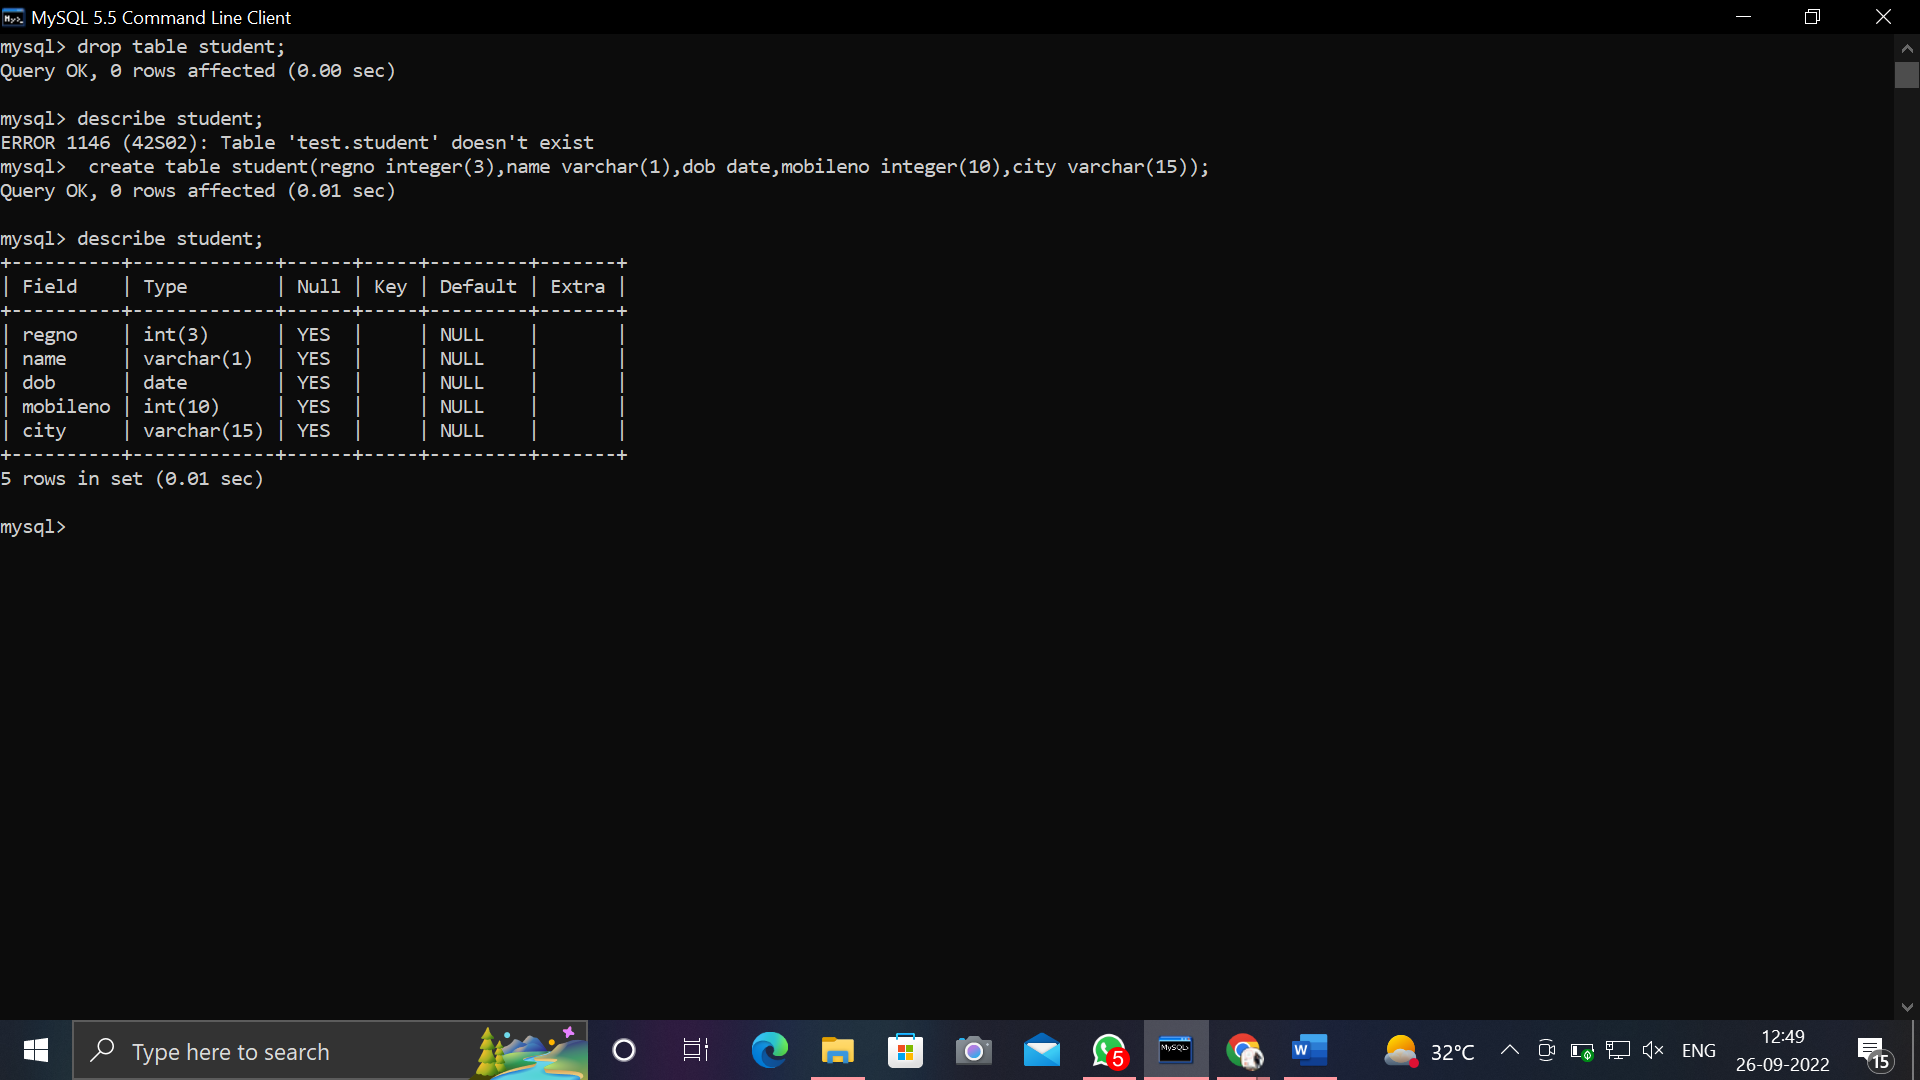 MySQL 5.5 Command Line Client
mysql> drop table student;
Query OK, 0 rows affected (0.00 sec)
mysql> describe student;
ERROR 1146 (42S02): Table 'test.student' doesn't exist
mysql>  create table student(regno integer(3),name varchar(1),dob date,mobileno integer(10),city varchar(15));
Query OK, 0 rows affected (0.01 sec)
mysql> describe student;
+----------+-------------+------+-----+---------+-------+
| Field    | Type        | Null | Key | Default | Extra |
+----------+-------------+------+-----+---------+-------+
| regno    | int(3)      | YES  |     | NULL    |       |
| name     | varchar(1)  | YES  |     | NULL    |       |
| dob      | date        | YES  |     | NULL    |       |
| mobileno | int(10)     | YES  |     | NULL    |       |
| city     | varchar(15) | YES  |     | NULL    |       |
+----------+-------------+------+-----+---------+-------+
5 rows in set (0.01 sec)
mysql>
Type here to search
5
MySQL>
W
32°C
ENG
12:49
26-09-2022
15